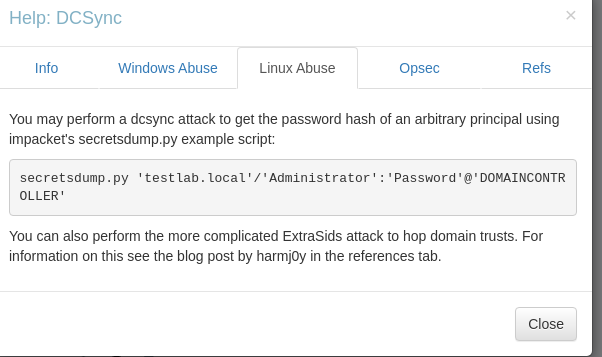 Help: DCSync
×
Info Windows Abuse Linux Abuse Opsec Refs
You may perform a dcsync attack to get the password hash of an arbitrary principal using
impacket's secretsdump.py example script:
secretsdump.py 'testlab.local'/'Administrator':'Password'@'DOMAINCONTR
OLLER'
You can also perform the more complicated ExtraSids attack to hop domain trusts. For
information on this see the blog post by harmj0y in the references tab.
Close